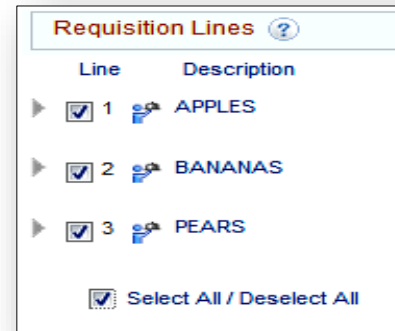 Requisition Lines ?
Line Description
1 APPLES
2 BANANAS
3 PEARS
Select All / Deselect All